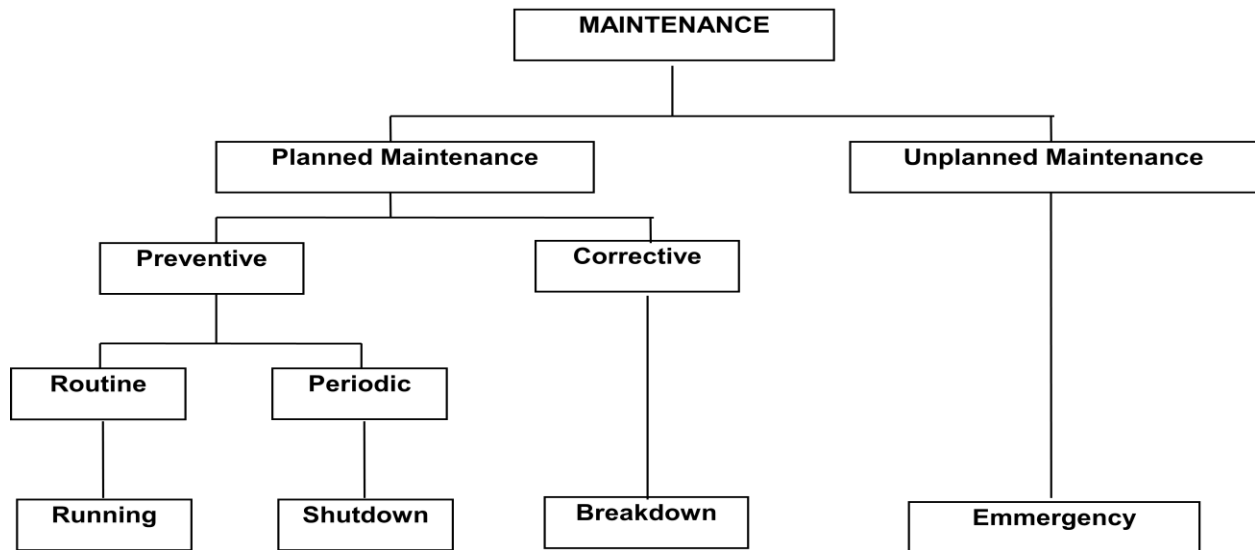 MAINTENANCE
Planned Maintenance
Unplanned Maintenance
Preventive
Corrective
Routine
Periodic
Running
Shutdown
Breakdown
Emmergency